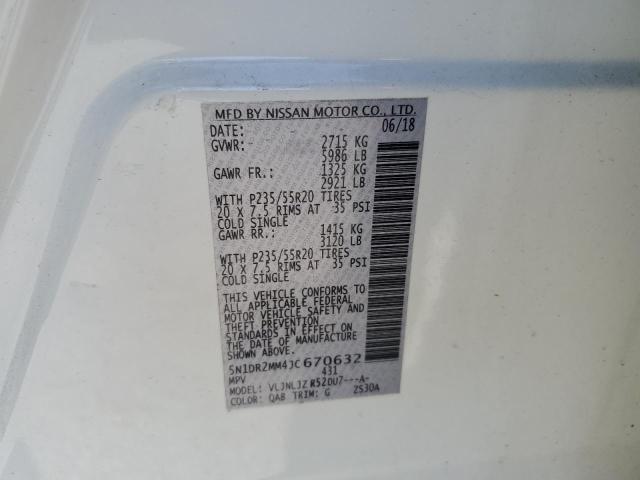 MFD BY NISSAN MOTOR CO., LTD.
DATE: 06/18
GVWR: 2715 KG
5986 LB
GAWR FR.: 1325 KG
2921 LB
WITH P235/55R20 TIRES
20 X 7.5 RIMS AT 35 PSI
COLD SINGLE
GAWR RR.: 1415 KG
3120 LB
WITH P235/55R20 TIRES
20 X 7.5 RIMS AT 35 PSI
COLD SINGLE
THIS VEHICLE CONFORMS TO
ALL APPLICABLE FEDERAL
MOTOR VEHICLE SAFETY AND
THEFT PREVENTION
STANDARDS IN EFFECT ON
THE DATE OF MANUFACTURE
SHOWN ABOVE.
5N1DR2MM4JC670632
MPV 431
MODEL: VLJNLJZ R52DU7---A-
COLOR: QAB TRIM: G ZS30A